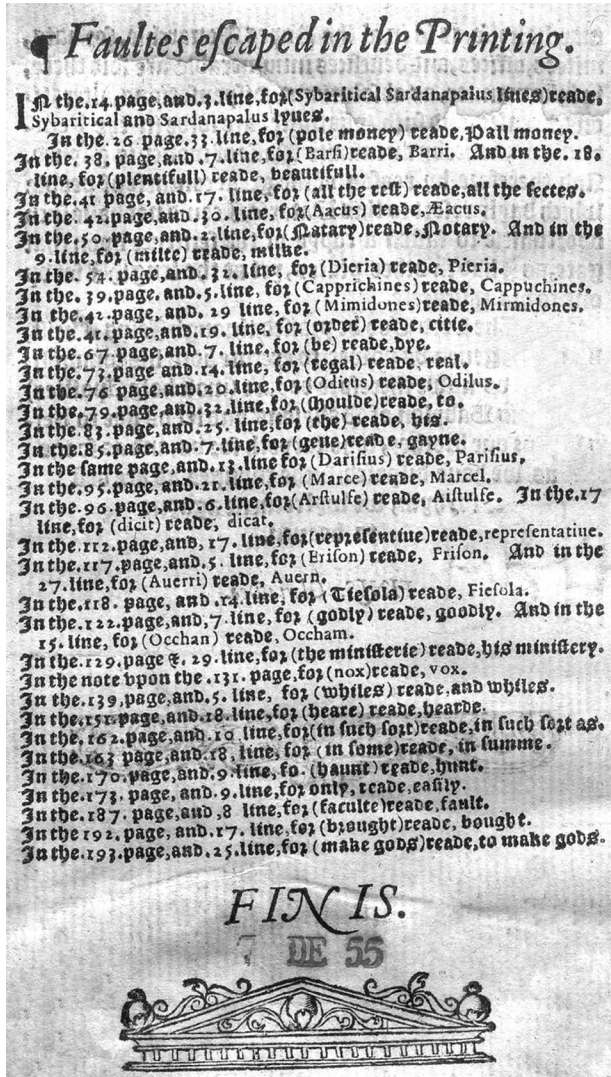 ¶ Faultes eſcaped in the Printing.
IN the.14.page,and.3.line,for(Sybaritical Sardanapalus lines)reade,
Sybaritical and Sardanapalus lyues.
In the.26 page.33.line,for (pole money) reade,Pall money.
In the. 38. page,and .7.line,for(Barſi)reade, Barri. And in the. 18.
line, for (plentifull) reade, beautifull.
In the.41 page, and.17. line, for (all the reſt) reade,all the ſectes.
In the. 42.page,and.30. line, for(Aacus) reade,Æacus.
In the.50.page,and.2.line,for(Natary)reade,Notary. And in the
9.line,for (milte) reade, milke.
In the. 54. page,and. 32. line, for (Dieria) reade, Pieria.
In the. 39.page.and.5.line, for (Capprichines) reade, Cappuchines.
In the.42.page,and. 29 line, for (Mimidones)reade, Mirmidones.
In the.41.page,and.19. line, for (order) reade, citie.
In the.67.page,and.7. line,for (be) reade,dye.
In the.73.page and.14.line, for (regal) reade, real.
In the.76 page,and.20.line,for(Oditus) reade, Odilus.
In the.79.page,and.32.line,for(ſhoulde)reade, to.
In the.83.page,and.25. line,for(the) reade, his.
In the.85.page,and.7.line,for(gene)reade, gayne.
In the ſame page,and.13.line for (Dariſius) reade, Pariſius,
In the.95.page,and.21.line,for (Marce) reade, Marcel.
In the.96.page,and.6.line,for(Arſtulfe) reade, Aiſtulfe. In the.17
line,for (dicit) reade, dicat.
In the.112.page,and,17.line,for(repreſentiue)reade,repreſentatiue.
In the.117.page,and.5. line,for (Eriſon) reade, Friſon. And in the
27.line,for (Auerri) reade, Auern.
In the.118. page, and .14.line, for (Tieſola) reade, Fieſola.
In the.122.page,and,7.line, for (godly) reade, goodly. And in the
15.line, for (Occhan) reade, Occham.
In the.129.page &. 29.line,for(the miniſterie)reade,his miniſtery.
In the note vpon the .131. page,for (nox)reade, vox.
In the.139.page,and.5. line, for (whiles) reade,and whiles.
In the.151.page,and.18.line,for (heare) reade,hearde.
In the.162.page,and.10 line,for(in ſuch ſort)reade,in ſuch ſort as.
In the.163 page,and.18,line, for (in ſome)reade, in ſumme.
In the.170.page,and.9.line, fo. (haunt) reade,hunt.
In the.173. page, and.9.line,for only, reade,eaſily.
In the.187. page,and,8 line,for(faculte)reade,fault.
In the 192.page,and.17. line,for(brought)reade, bought.
In the.193.page,and.25.line,for(make gods)reade,to make gods.
FINIS.
7 DE 55